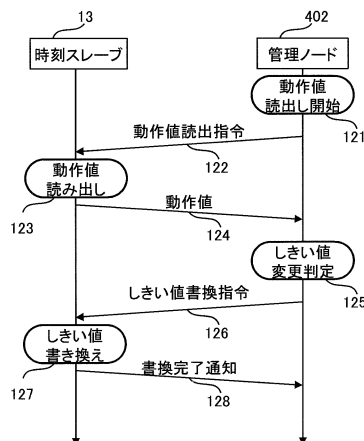 13
402
時刻スレーブ
管理ノード
動作値
読出し開始
121
動作値読出指令
122
動作値
読み出し
123
動作値
124
しきい値
変更判定
125
しきい値書換指令
126
しきい値
書き換え
127
書換完了通知
128